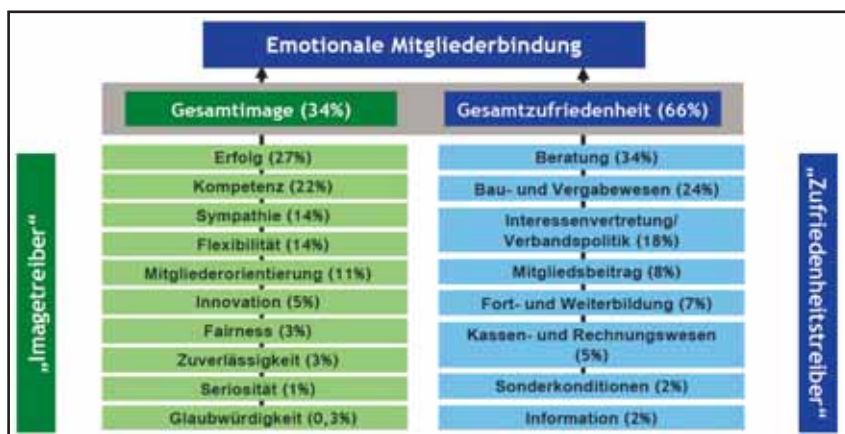 Emotionale Mitgliederbindung
Gesamtimage (34%)
Gesamtzufriedenheit (66%)
„Imagetreiber“
Erfolg (27%)
Kompetenz (22%)
Sympathie (14%)
Flexibilität (14%)
Mitgliederorientierung (11%)
Innovation (5%)
Fairness (3%)
Zuverlässigkeit (3%)
Seriosität (1%)
Glaubwürdigkeit (0,3%)
Beratung (34%)
Bau- und Vergabewesen (24%)
Interessenvertretung/
Verbandspolitik (18%)
Mitgliedsbeitrag (8%)
Fort- und Weiterbildung (7%)
Kassen- und Rechnungswesen
(5%)
Sonderkonditionen (2%)
Information (2%)
„Zufriedenheitstreiber“